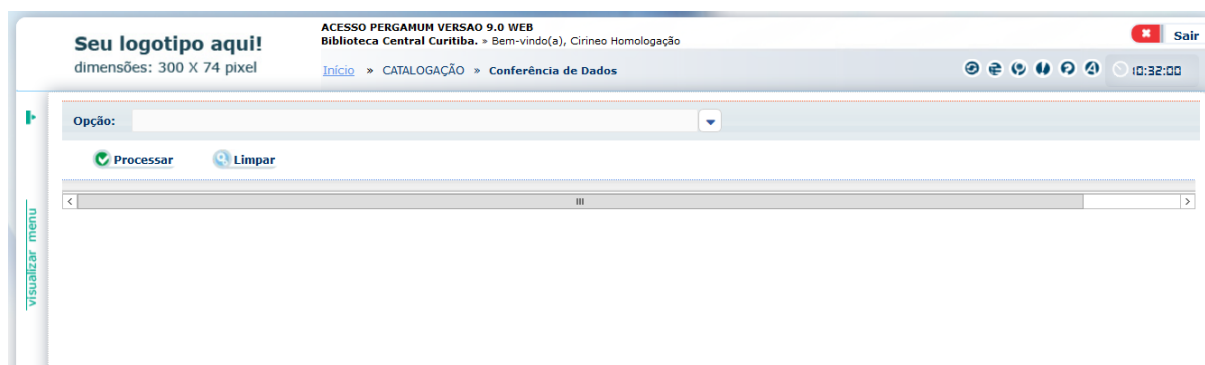 Seu logotipo aqui!
dimensões: 300 X 74 pixel
ACESSO PERGAMUM VERSAO 9.0 WEB
Biblioteca Central Curitiba. » Bem-vindo(a), Cirineo Homologação
Sair
Início » CATALOGAÇÃO » Conferência de Dados
10:32:00
Opção:
Processar Limpar
visualizar menu